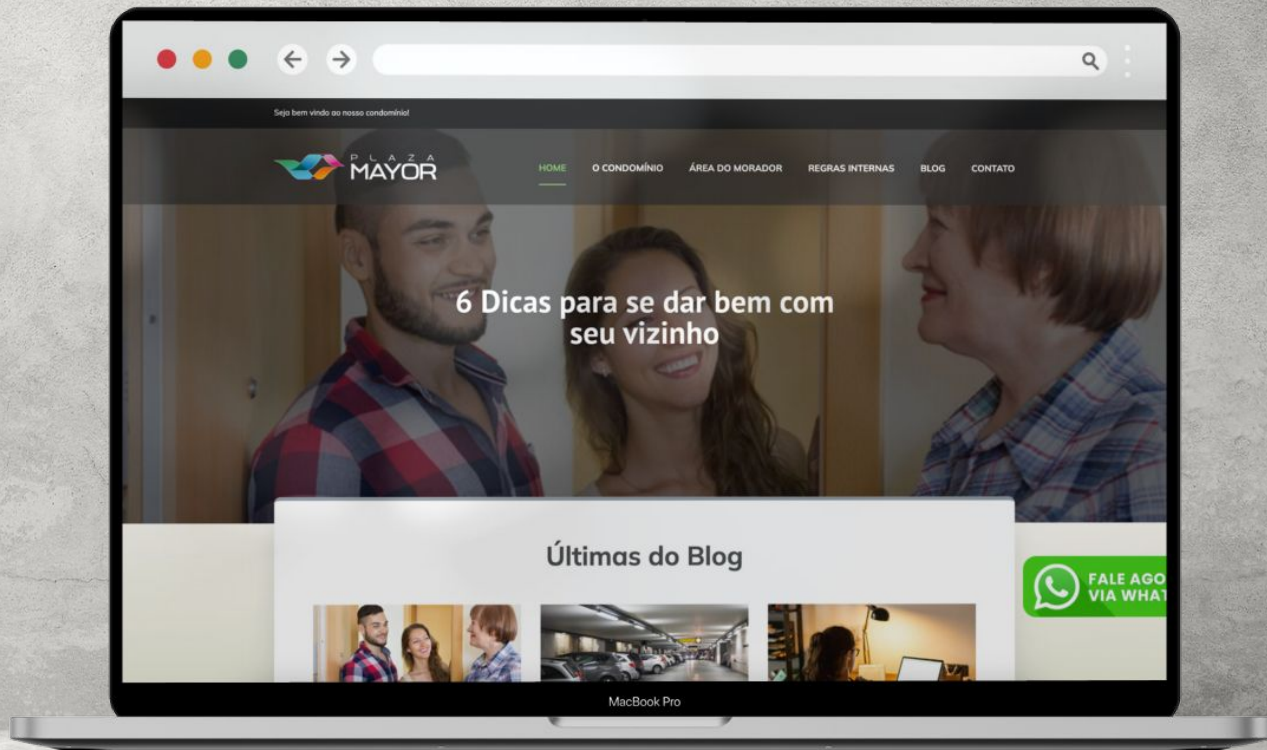 Seja bem vindo ao nosso condomínio!
PLAZA
MAYOR
HOME O CONDOMÍNIO ÁREA DO MORADOR REGRAS INTERNAS BLOG CONTATO
6 Dicas para se dar bem com
seu vizinho
Últimas do Blog
FALE AGO
VIA WHAT
MacBook Pro